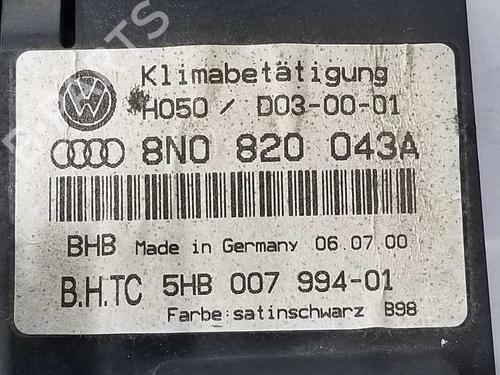 Klimabetätigung
H050 / D03-00-01
8N0 820 043A
BHB Made in Germany 06.07.00
B.H.TC 5HB 007 994-01
Farbe:satinschwarz B98